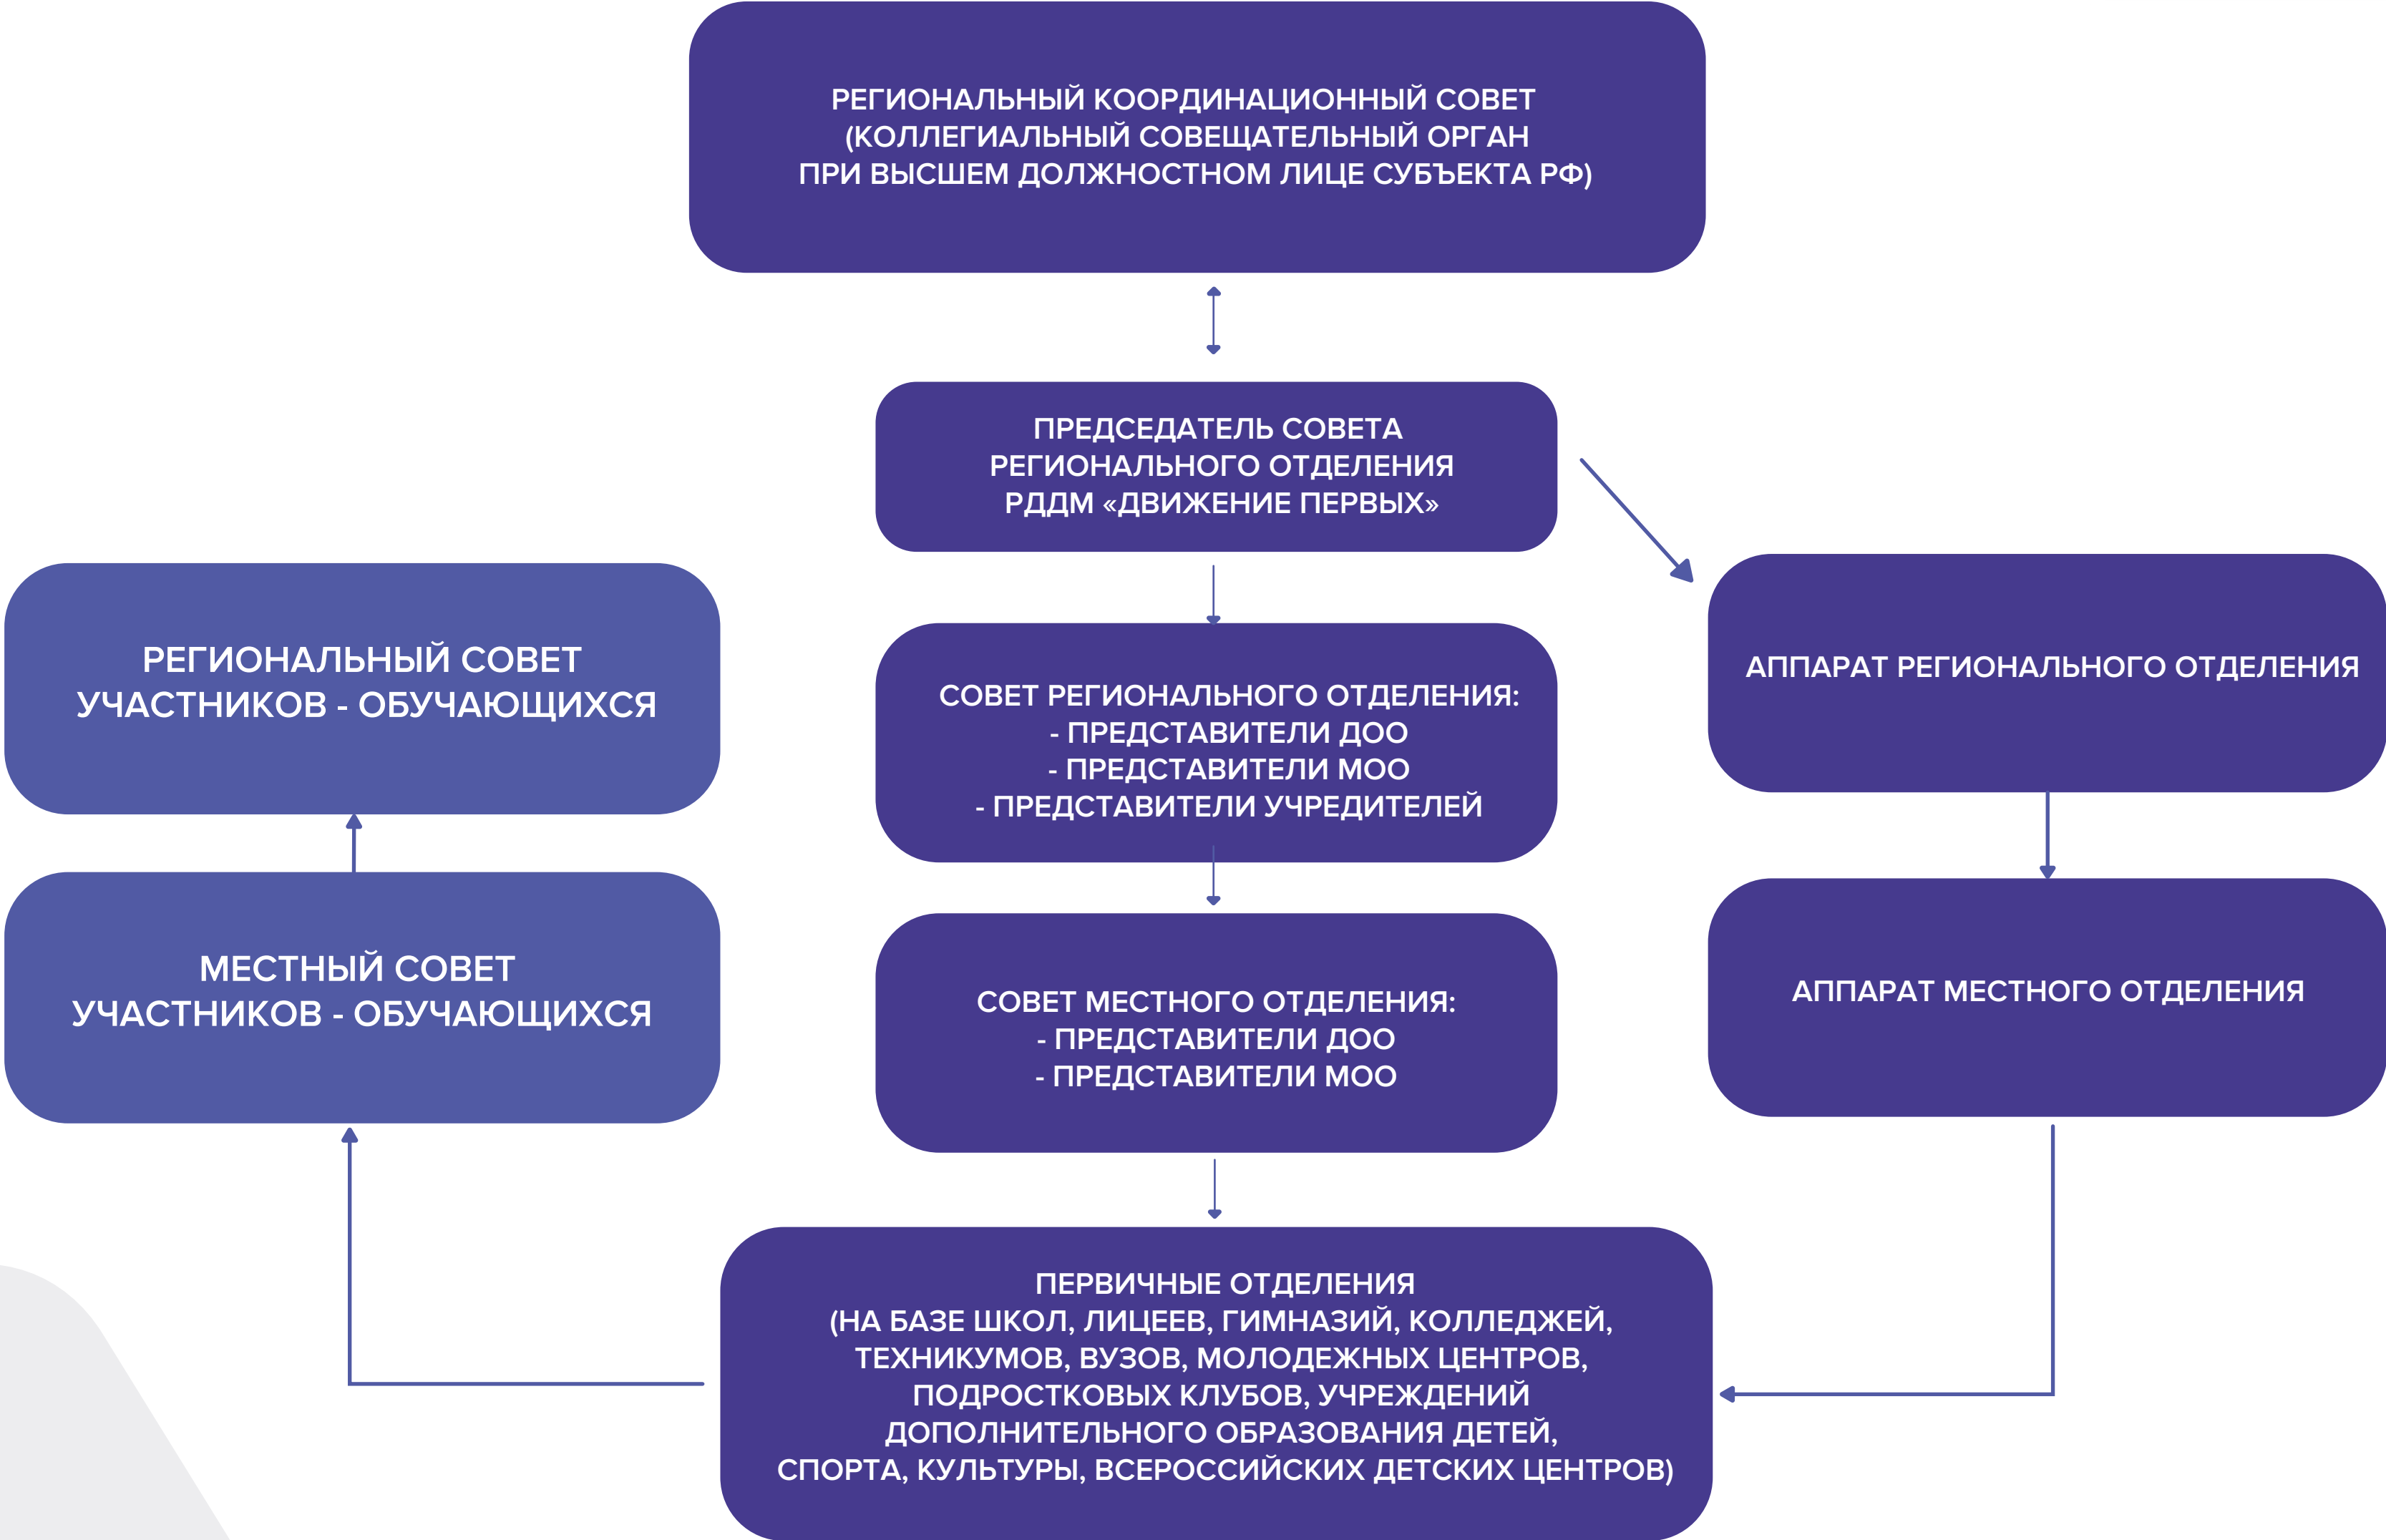 РЕГИОНАЛЬНЫЙ КООРДИНАЦИОННЫЙ СОВЕТ
(КОЛЛЕГИАЛЬНЫЙ СОВЕЩАТЕЛЬНЫЙ ОРГАН
ПРИ ВЫСШЕМ ДОЛЖНОСТНОМ ЛИЦЕ СУБЪЕКТА РФ)
ПРЕДСЕДАТЕЛЬ СОВЕТА
РЕГИОНАЛЬНОГО ОТДЕЛЕНИЯ
РДДМ «ДВИЖЕНИЕ ПЕРВЫХ»
РЕГИОНАЛЬНЫЙ СОВЕТ
УЧАСТНИКОВ - ОБУЧАЮЩИХСЯ
СОВЕТ РЕГИОНАЛЬНОГО ОТДЕЛЕНИЯ:
- ПРЕДСТАВИТЕЛИ ДОО
- ПРЕДСТАВИТЕЛИ МОО
- ПРЕДСТАВИТЕЛИ УЧРЕДИТЕЛЕЙ
АППАРАТ РЕГИОНАЛЬНОГО ОТДЕЛЕНИЯ
МЕСТНЫЙ СОВЕТ
УЧАСТНИКОВ - ОБУЧАЮЩИХСЯ
СОВЕТ МЕСТНОГО ОТДЕЛЕНИЯ:
- ПРЕДСТАВИТЕЛИ ДОО
- ПРЕДСТАВИТЕЛИ МОО
АППАРАТ МЕСТНОГО ОТДЕЛЕНИЯ
ПЕРВИЧНЫЕ ОТДЕЛЕНИЯ
(НА БАЗЕ ШКОЛ, ЛИЦЕЕВ, ГИМНАЗИЙ, КОЛЛЕДЖЕЙ,
ТЕХНИКУМОВ, ВУЗОВ, МОЛОДЕЖНЫХ ЦЕНТРОВ,
ПОДРОСТКОВЫХ КЛУБОВ, УЧРЕЖДЕНИЙ
ДОПОЛНИТЕЛЬНОГО ОБРАЗОВАНИЯ ДЕТЕЙ,
СПОРТА, КУЛЬТУРЫ, ВСЕРОССИЙСКИХ ДЕТСКИХ ЦЕНТРОВ)